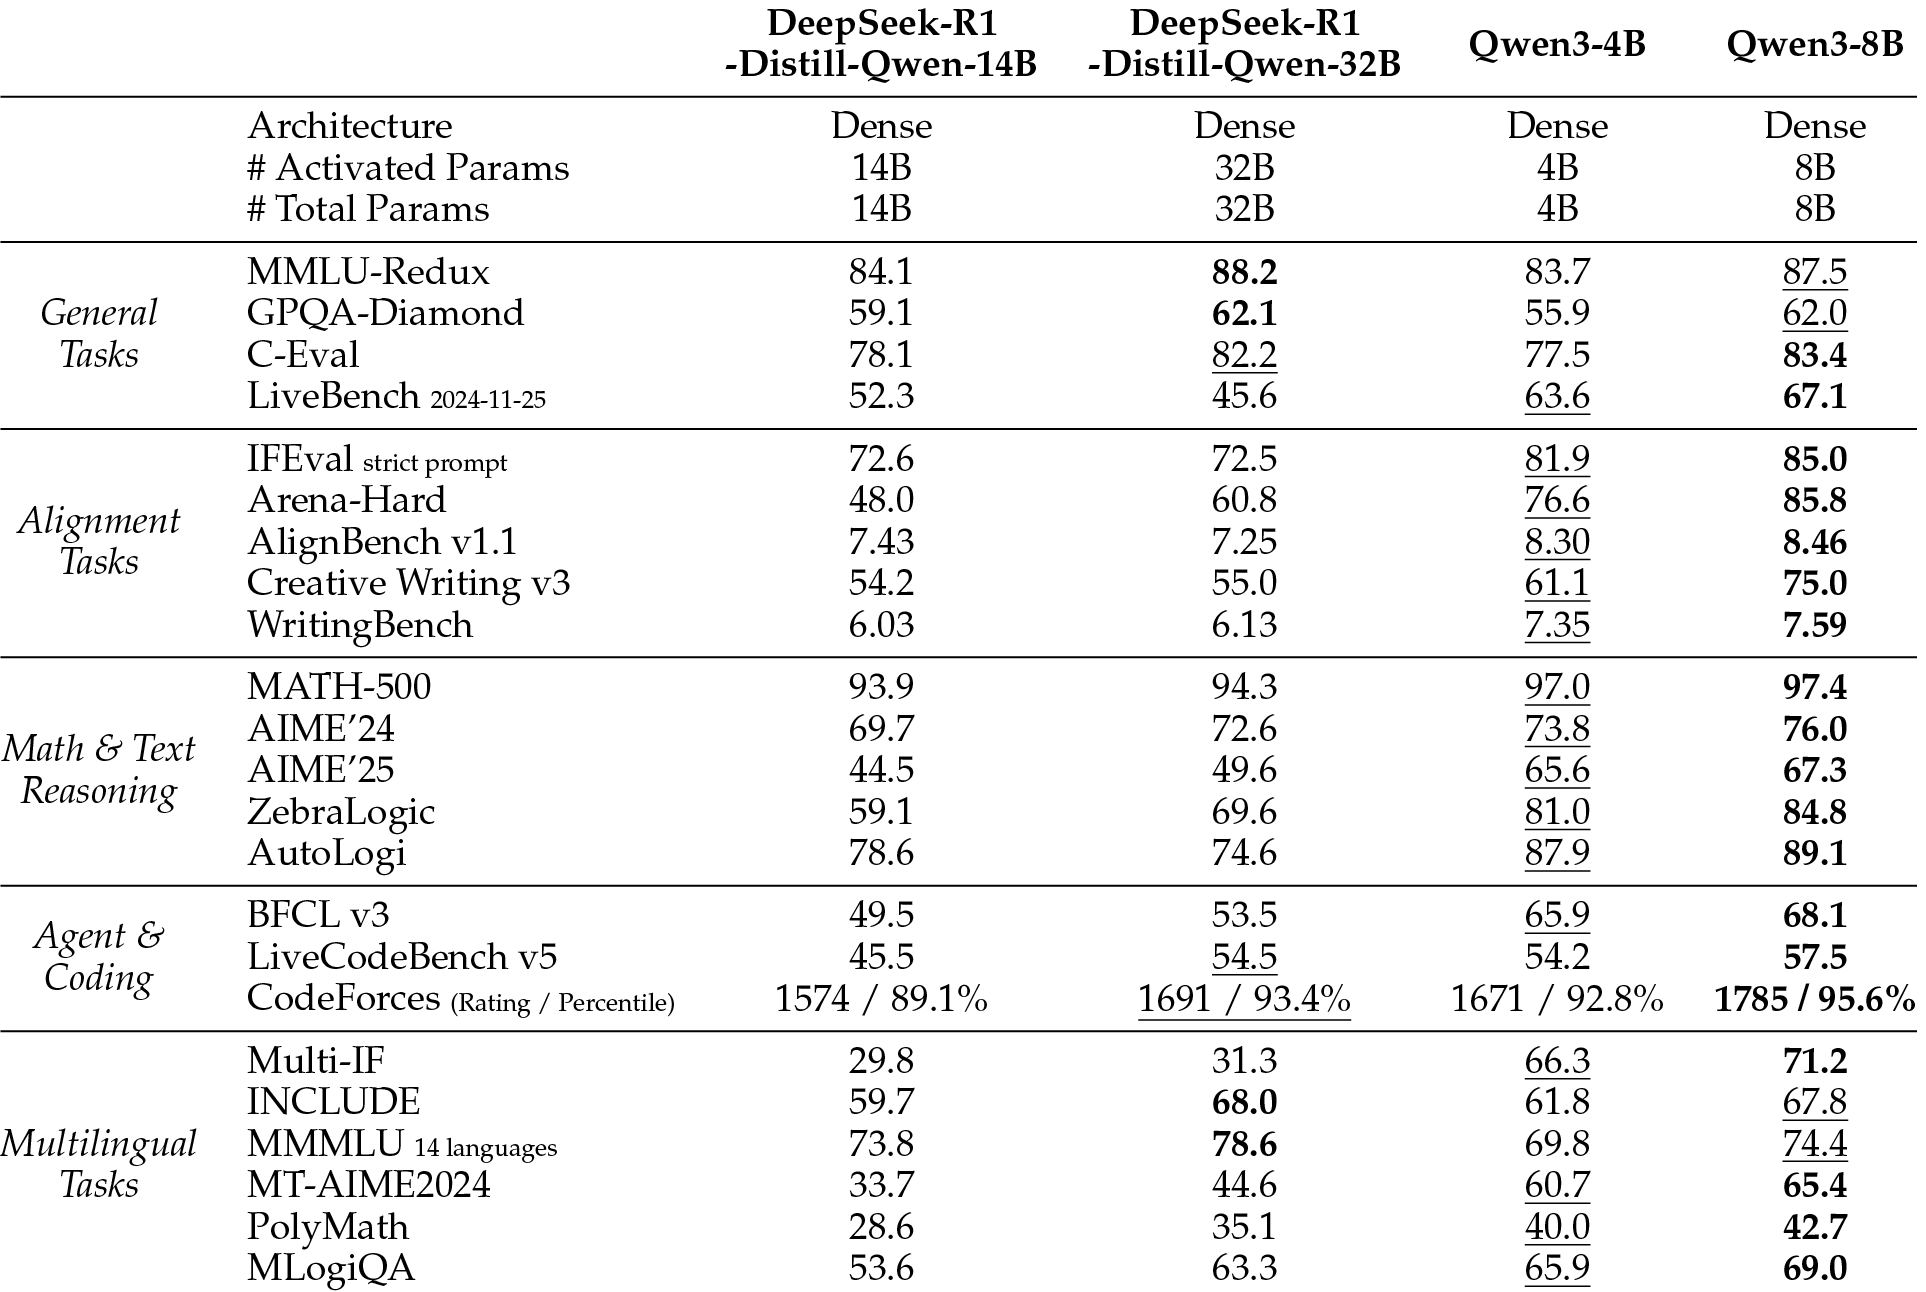 DeepSeek-R1 -Distill-Qwen-14B DeepSeek-R1 -Distill-Qwen-32B Qwen3-4B Qwen3-8B
Architecture Dense Dense Dense Dense
# Activated Params 14B 32B 4B 8B
# Total Params 14B 32B 4B 8B
General Tasks
MMLU-Redux 84.1 88.2 83.7 87.5
GPQA-Diamond 59.1 62.1 55.9 62.0
C-Eval 78.1 82.2 77.5 83.4
LiveBench 2024-11-25 52.3 45.6 63.6 67.1
Alignment Tasks
IFEval strict prompt 72.6 72.5 81.9 85.0
Arena-Hard 48.0 60.8 76.6 85.8
AlignBench v1.1 7.43 7.25 8.30 8.46
Creative Writing v3 54.2 55.0 61.1 75.0
WritingBench 6.03 6.13 7.35 7.59
Math & Text Reasoning
MATH-500 93.9 94.3 97.0 97.4
AIME’24 69.7 72.6 73.8 76.0
AIME’25 44.5 49.6 65.6 67.3
ZebraLogic 59.1 69.6 81.0 84.8
AutoLogi 78.6 74.6 87.9 89.1
Agent & Coding
BFCL v3 49.5 53.5 65.9 68.1
LiveCodeBench v5 45.5 54.5 54.2 57.5
CodeForces (Rating / Percentile) 1574 / 89.1% 1691 / 93.4% 1671 / 92.8% 1785 / 95.6%
Multilingual Tasks
Multi-IF 29.8 31.3 66.3 71.2
INCLUDE 59.7 68.0 61.8 67.8
MMMLU 14 languages 73.8 78.6 69.8 74.4
MT-AIME2024 33.7 44.6 60.7 65.4
PolyMath 28.6 35.1 40.0 42.7
MLogiQA 53.6 63.3 65.9 69.0